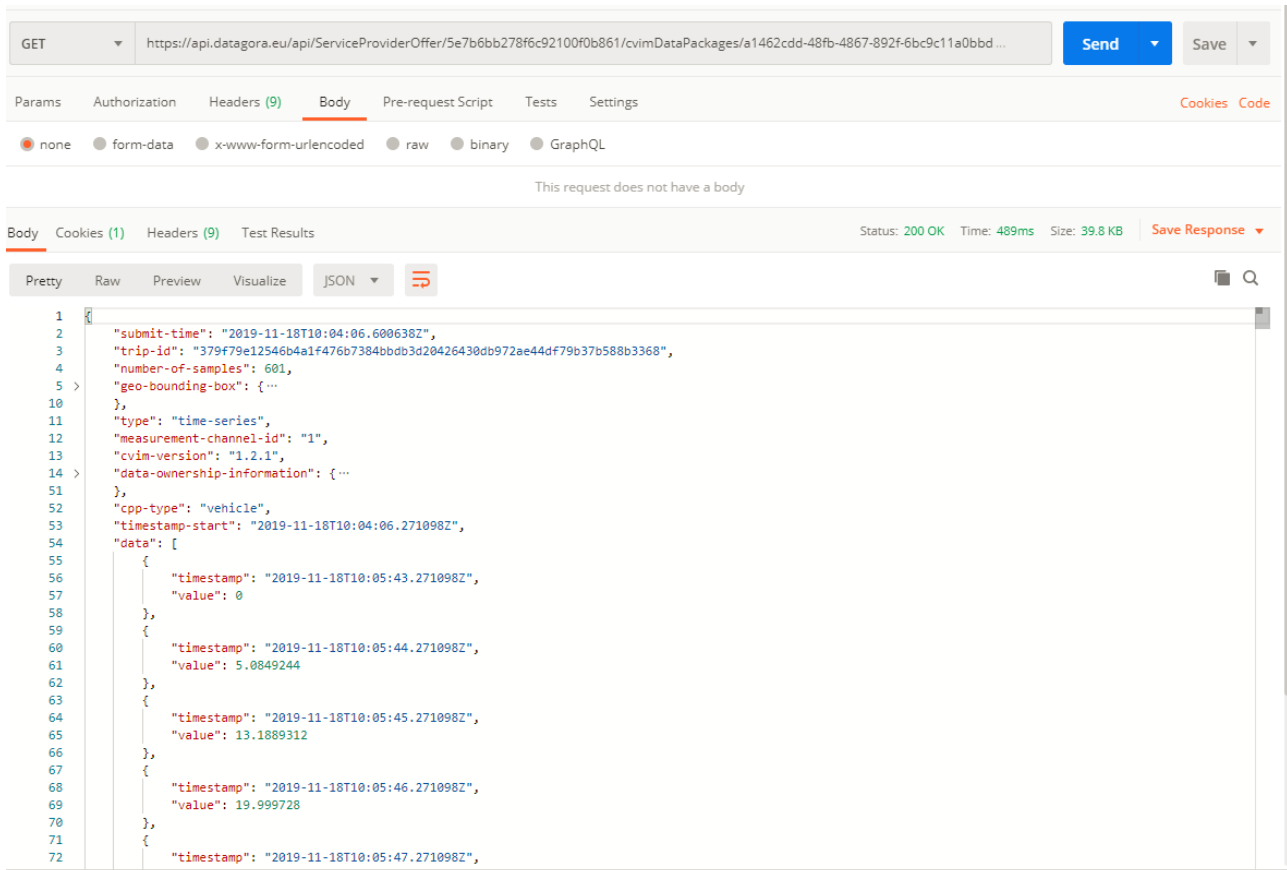 GET https://api.datagora.eu/api/ServiceProviderOffer/5e7b6bb278f6c92100f0b861/cvimDataPackages/a1462cdd-48fb-4867-892f-6bc9c11a0bbd ... Send Save
Params Authorization Headers (9) Body Pre-request Script Tests Settings Cookies Code
none form-data x-www-form-urlencoded raw binary GraphQL
This request does not have a body
Body Cookies (1) Headers (9) Test Results Status: 200 OK Time: 489ms Size: 39.8 KB Save Response
Pretty Raw Preview Visualize JSON
1 {
2 "submit-time": "2019-11-18T10:04:06.600638Z",
3 "trip-id": "379f79e12546b4a1f476b7384bbdb3d20426430db972ae44df79b37b588b3368",
4 "number-of-samples": 601,
5 > "geo-bounding-box": {⋯
10 },
11 "type": "time-series",
12 "measurement-channel-id": "1",
13 "cvim-version": "1.2.1",
14 > "data-ownership-information": {⋯
51 },
52 "cpp-type": "vehicle",
53 "timestamp-start": "2019-11-18T10:04:06.271098Z",
54 "data": [
55 {
56 "timestamp": "2019-11-18T10:05:43.271098Z",
57 "value": 0
58 },
59 {
60 "timestamp": "2019-11-18T10:05:44.271098Z",
61 "value": 5.0849244
62 },
63 {
64 "timestamp": "2019-11-18T10:05:45.271098Z",
65 "value": 13.1889312
66 },
67 {
68 "timestamp": "2019-11-18T10:05:46.271098Z",
69 "value": 19.999728
70 },
71 {
72 "timestamp": "2019-11-18T10:05:47.271098Z",